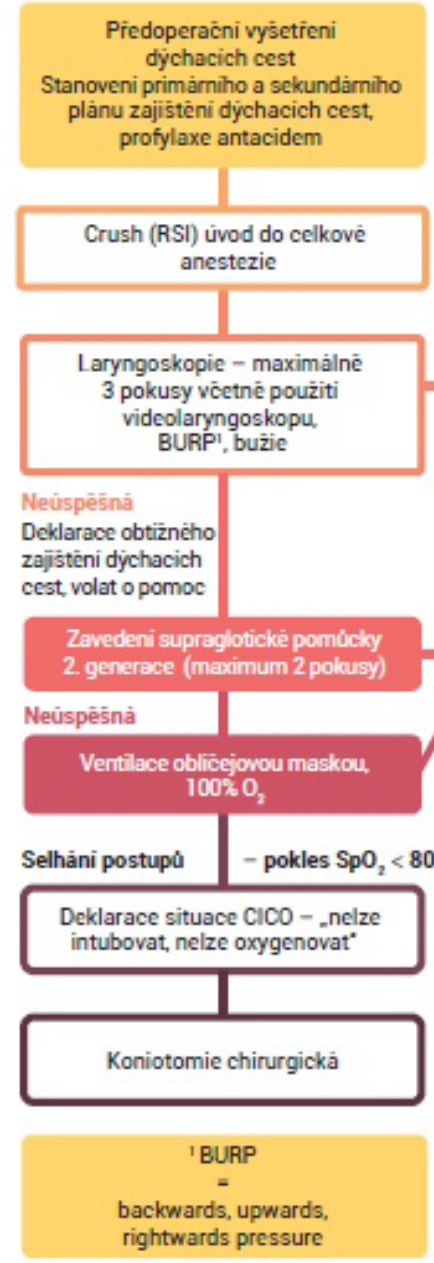 Předoperační vyšetření
dýchacích cest
Stanovení primárního a sekundárního
plánu zajištění dýchacích cest,
profylaxe antacidem
Crush (RSI) úvod do celkové
anestezie
Laryngoskopie – maximálně
3 pokusy včetně použití
videolaryngoskopu,
BURP¹, bužie
Neúspěšná
Deklarace obtížného
zajištění dýchacích
cest, volat o pomoc
Zavedení supraglotické pomůcky
2. generace (maximum 2 pokusy)
Neúspěšná
Ventilace obličejovou maskou,
100% O₂
Selhání postupů – pokles SpO₂ < 80
Deklarace situace CICO – „nelze
intubovat, nelze oxygenovat"
Koniotomie chirurgická
¹ BURP
=
backwards, upwards,
rightwards pressure